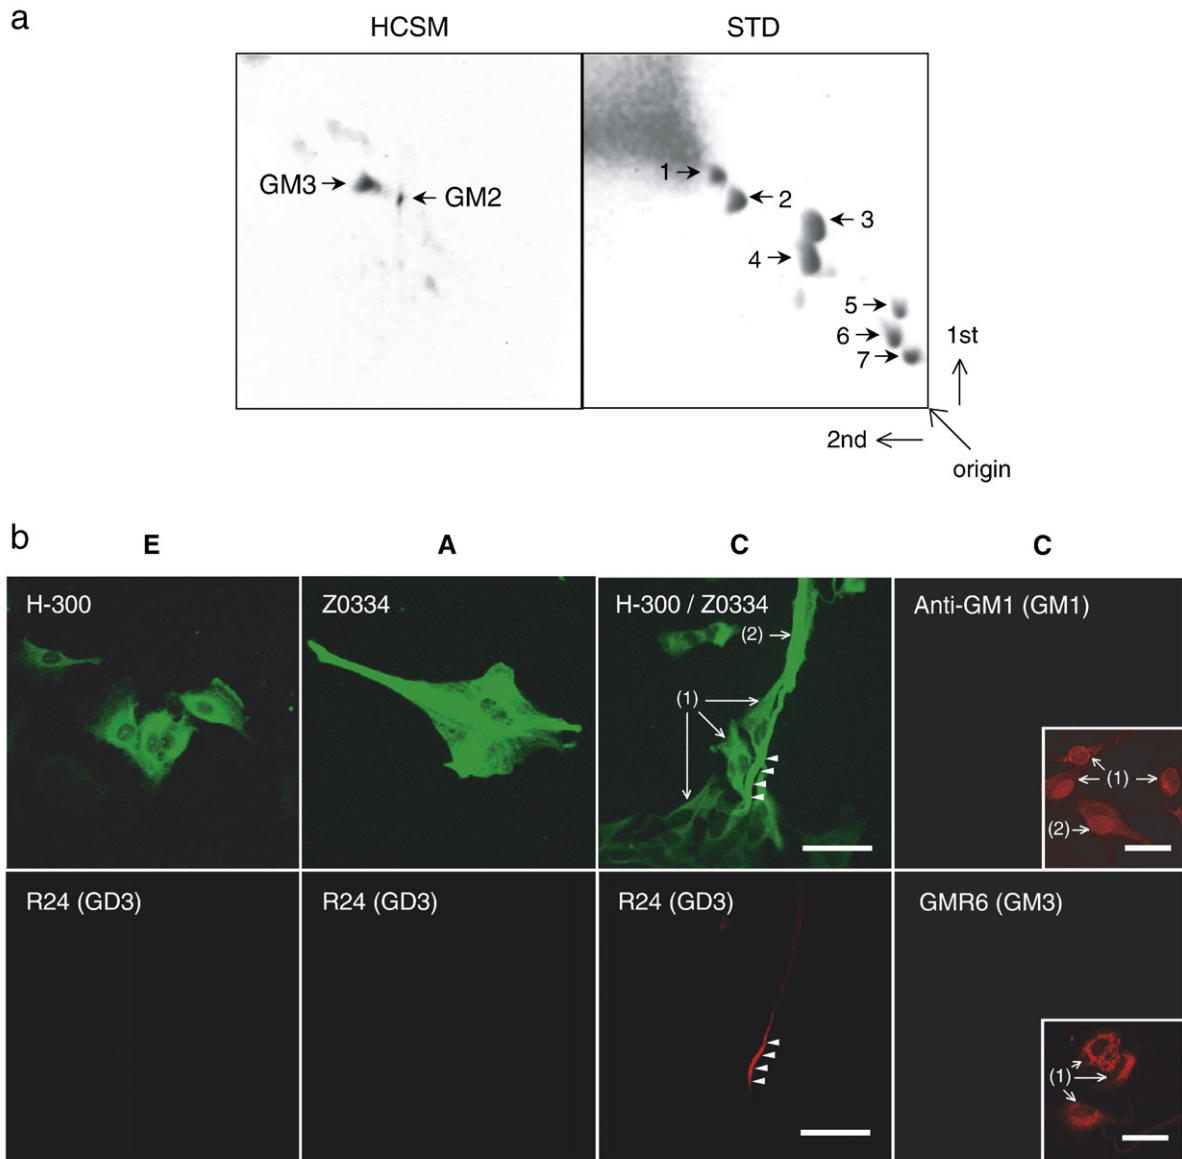 a
HCSM
STD
GM3
GM2
1
2
3
4
5
6
7
1st
2nd
origin
b
E
A
C
C
H-300
Z0334
H-300 / Z0334
(2)
(1)
Anti-GM1 (GM1)
(1)
(2)
R24 (GD3)
R24 (GD3)
R24 (GD3)
GMR6 (GM3)
(1)